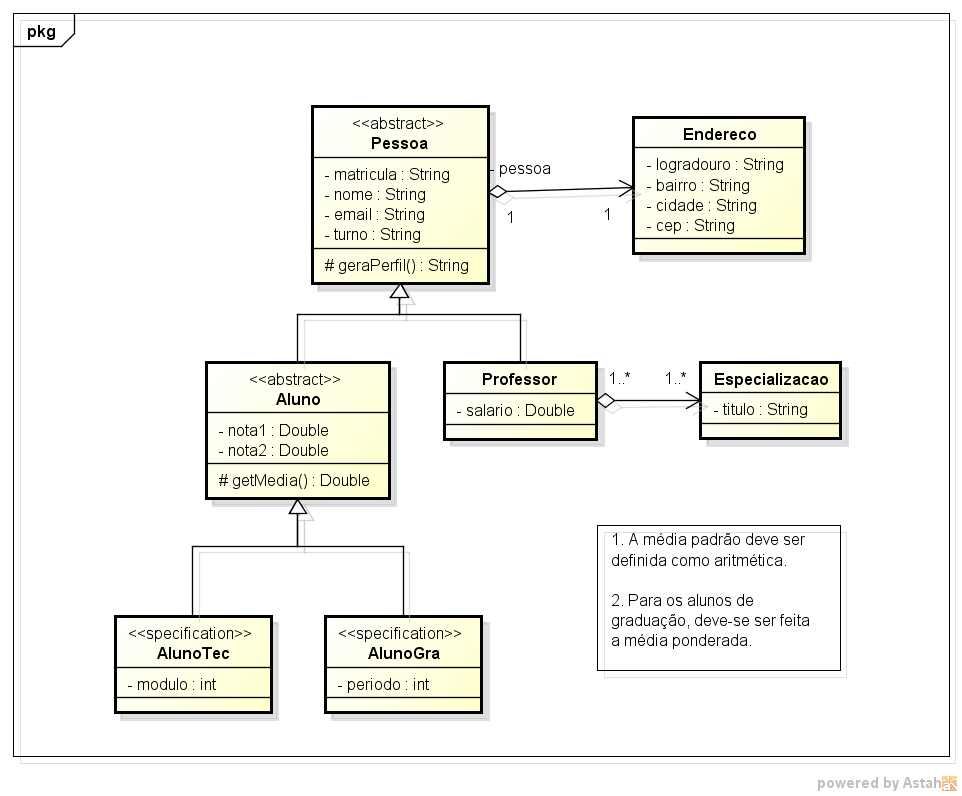 pkg
<<abstract>>
Pessoa
- matricula : String
- nome : String
- email : String
- turno : String
# geraPerfil() : String
- pessoa
1
1
Endereco
- logradouro : String
- bairro : String
- cidade : String
- cep : String
<<abstract>>
Aluno
- nota1 : Double
- nota2 : Double
# getMedia() : Double
Professor
- salario : Double
1..*
1..*
Especializacao
- titulo : String
1. A média padrão deve ser
definida como aritmética.
2. Para os alunos de
graduação, deve-se ser feita
a média ponderada.
<<specification>>
AlunoTec
- modulo : int
<<specification>>
AlunoGra
- periodo : int
powered by Astah